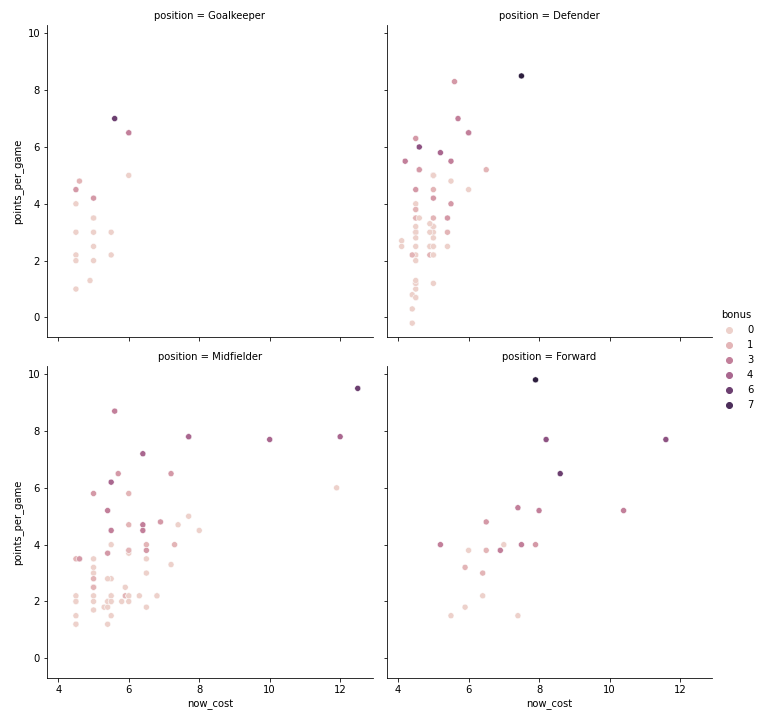 position = Goalkeeper
position = Defender
10
8
6
4
2
0
points_per_game
bonus
0
1
3
4
6
7
position = Midfielder
position = Forward
10
8
6
4
2
0
points_per_game
4 6 8 10 12
now_cost
4 6 8 10 12
now_cost